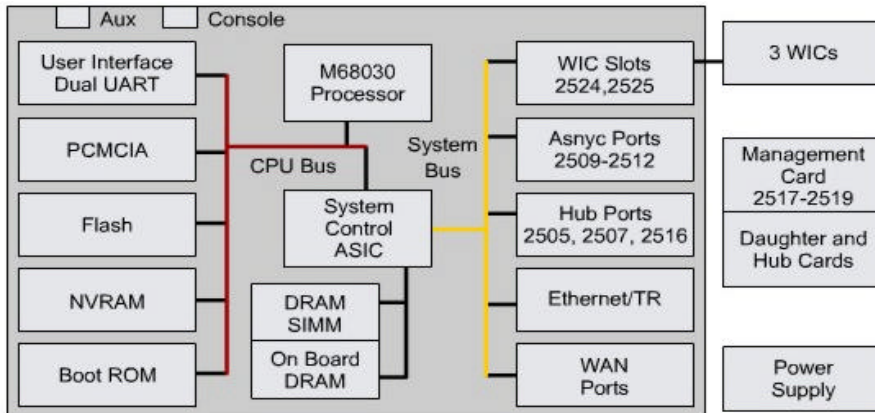 Aux
Console
User Interface
Dual UART
PCMCIA
Flash
NVRAM
Boot ROM
M68030
Processor
CPU Bus
System
Bus
System
Control
ASIC
DRAM
SIMM
On Board
DRAM
WIC Slots
2524,2525
Asnyc Ports
2509-2512
Hub Ports
2505, 2507, 2516
Ethernet/TR
WAN
Ports
3 WICs
Management
Card
2517-2519
Daughter and
Hub Cards
Power
Supply